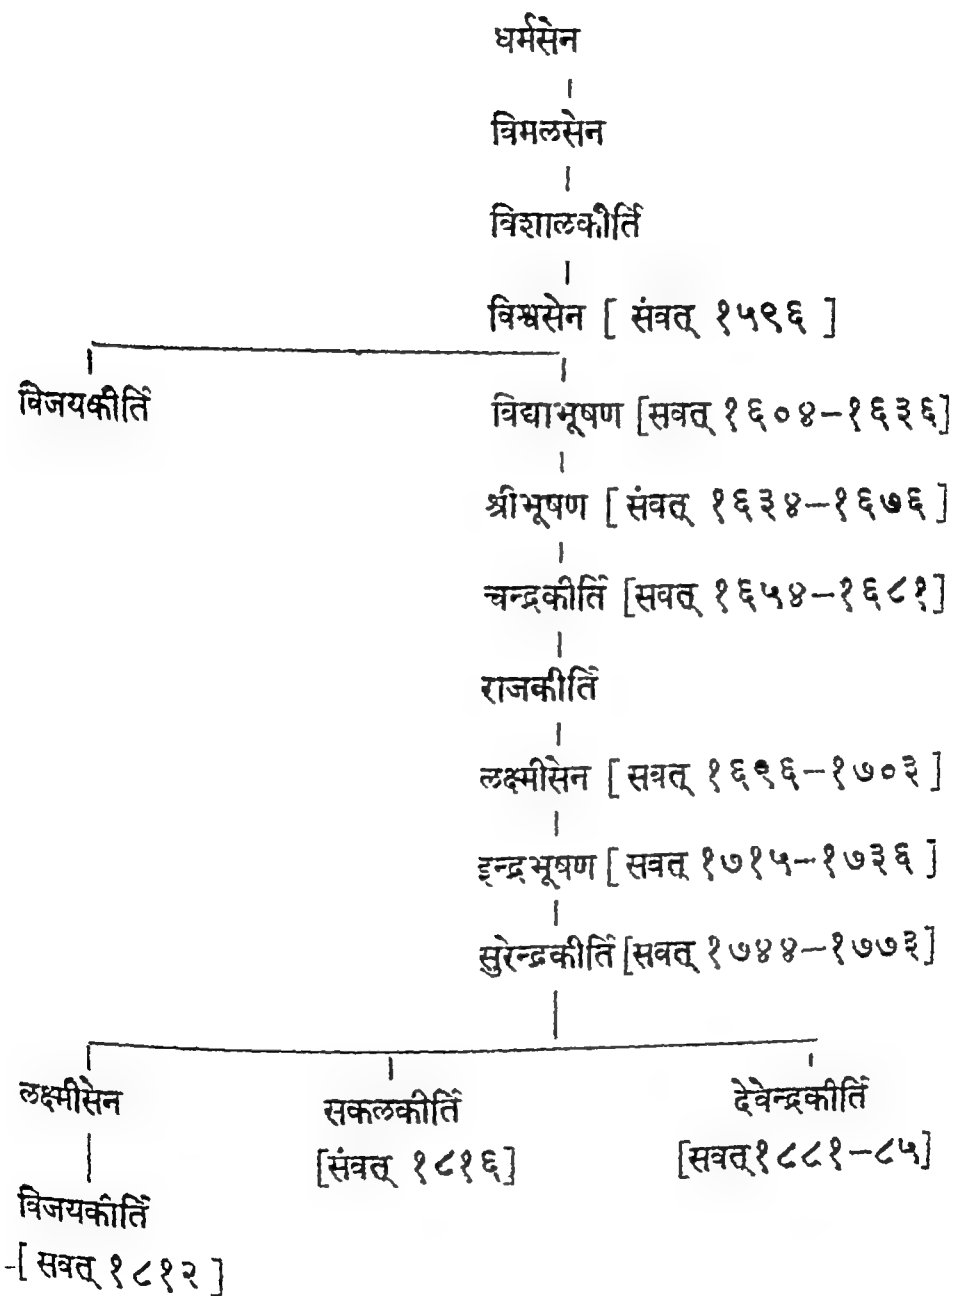 धर्मसेन
विमलसेन
विशालकीर्ति
विश्वसेन [ संवत् १५९६ ]
विजयकीर्ति
विद्याभूषण [सवत् १६०४-१६३६]
श्रीभूषण [ संवत् १६३४-१६७६ ]
चन्द्रकीर्ति [सवत् १६५४-१६८१]
राजकीर्ति
लक्ष्मीसेन [ सवत् १६९६-१७०३ ]
इन्द्रभूषण [ सवत् १७१५-१७३६ ]
सुरेन्द्रकीर्ति [सवत् १७४४-१७७३]
लक्ष्मीसेन सकलकीर्ति देवेन्द्रकीर्ति
[संवत् १८१६] [सवत् १८८१-८५]
विजयकीर्ति
[ सवत् १८१२ ]